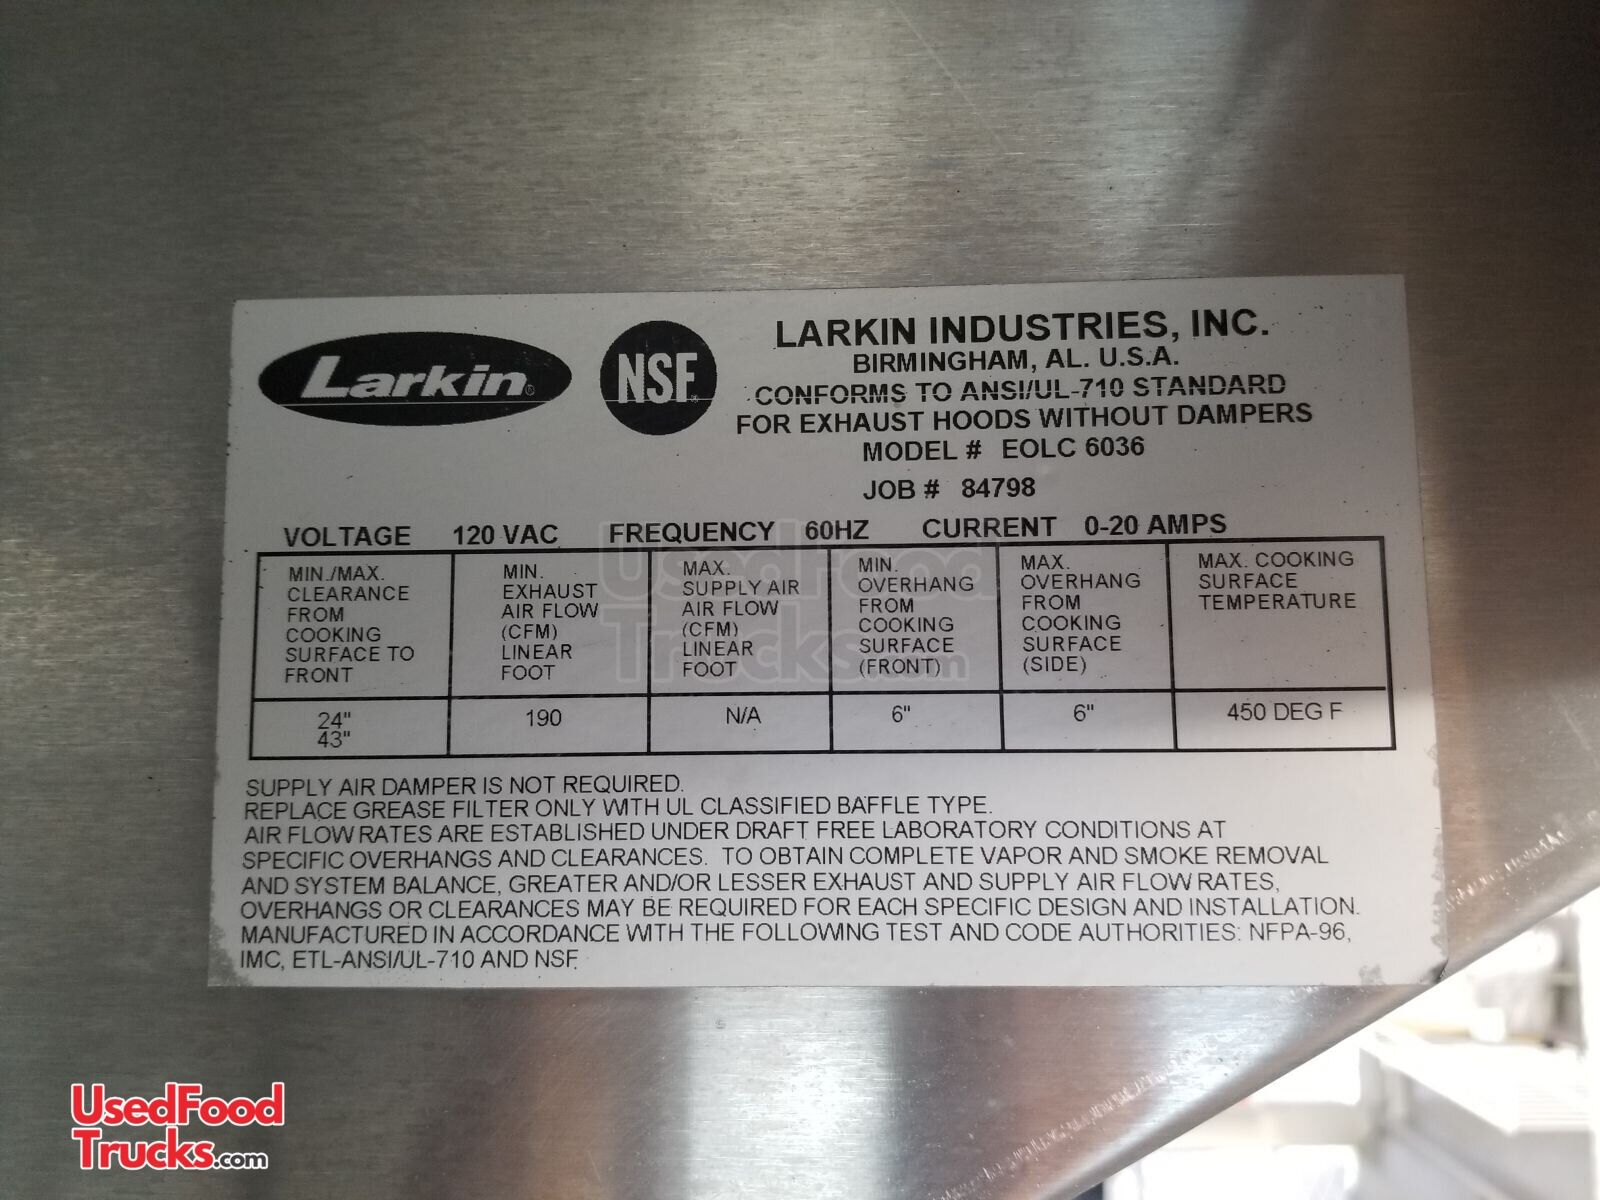 Larkin
NSF
LARKIN INDUSTRIES, INC.
BIRMINGHAM, AL. U.S.A.
CONFORMS TO ANSI/UL-710 STANDARD
FOR EXHAUST HOODS WITHOUT DAMPERS
MODEL # EOLC 6036
JOB # 84798
VOLTAGE 120 VAC FREQUENCY 60HZ CURRENT 0-20 AMPS
MIN./MAX.
CLEARANCE
FROM
COOKING
SURFACE TO
FRONT
MIN.
EXHAUST
AIR FLOW
(CFM)
LINEAR
FOOT
MAX.
SUPPLY AIR
AIR FLOW
(CFM)
LINEAR
FOOT
MIN.
OVERHANG
FROM
COOKING
SURFACE
(FRONT)
MAX.
OVERHANG
FROM
COOKING
SURFACE
(SIDE)
MAX. COOKING
SURFACE
TEMPERATURE
24"
43"
190
N/A
6"
6"
450 DEG F
SUPPLY AIR DAMPER IS NOT REQUIRED.
REPLACE GREASE FILTER ONLY WITH UL CLASSIFIED BAFFLE TYPE.
AIR FLOW RATES ARE ESTABLISHED UNDER DRAFT FREE LABORATORY CONDITIONS AT
SPECIFIC OVERHANGS AND CLEARANCES. TO OBTAIN COMPLETE VAPOR AND SMOKE REMOVAL
AND SYSTEM BALANCE, GREATER AND/OR LESSER EXHAUST AND SUPPLY AIR FLOW RATES,
OVERHANGS OR CLEARANCES MAY BE REQUIRED FOR EACH SPECIFIC DESIGN AND INSTALLATION.
MANUFACTURED IN ACCORDANCE WITH THE FOLLOWING TEST AND CODE AUTHORITIES: NFPA-96,
IMC, ETL-ANSI/UL-710 AND NSF.
UsedFood
Trucks.com
UsedFood
Trucks.com